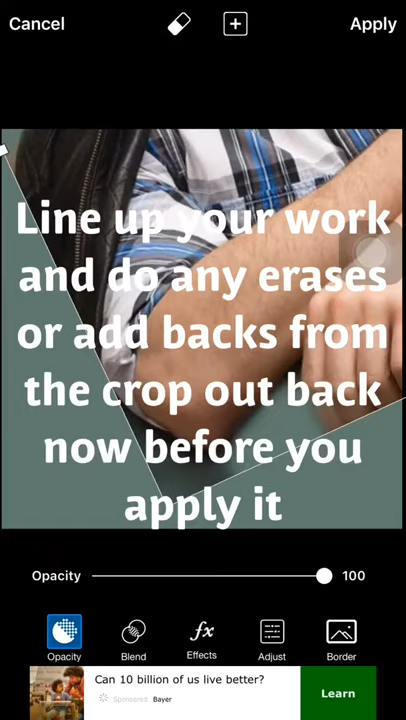 Cancel
Apply
Line up your work
and do any erases
or add backs from
the crop out back
now before you
apply it
Opacity
100
Opacity
Blend
fx
Effects
Adjust
Border
Can 10 billion of us live better?
Sponsored Bayer
Learn